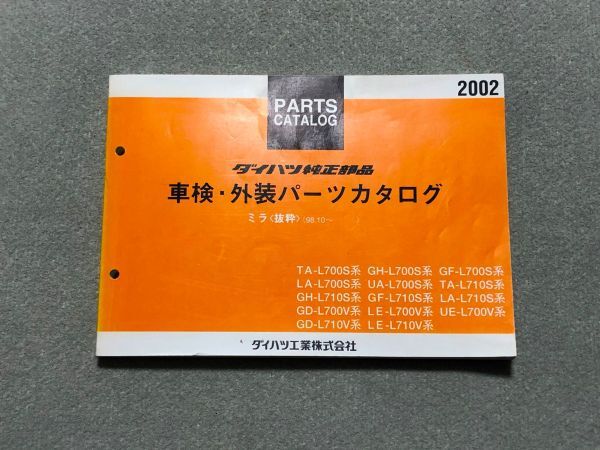 2002
PARTS
CATALOG
ダイハツ純正部品
車検・外装パーツカタログ
ミラ〈抜粋〉('98.10〜
TA-L700S系 GH-L700S系 GF-L700S系
LA-L700S系 UA-L700S系 TA-L710S系
GH-L710S系 GF-L710S系 LA-L710S系
GD-L700V系 LE-L700V系 UE-L700V系
GD-L710V系 LE-L710V系
ダイハツ工業株式会社